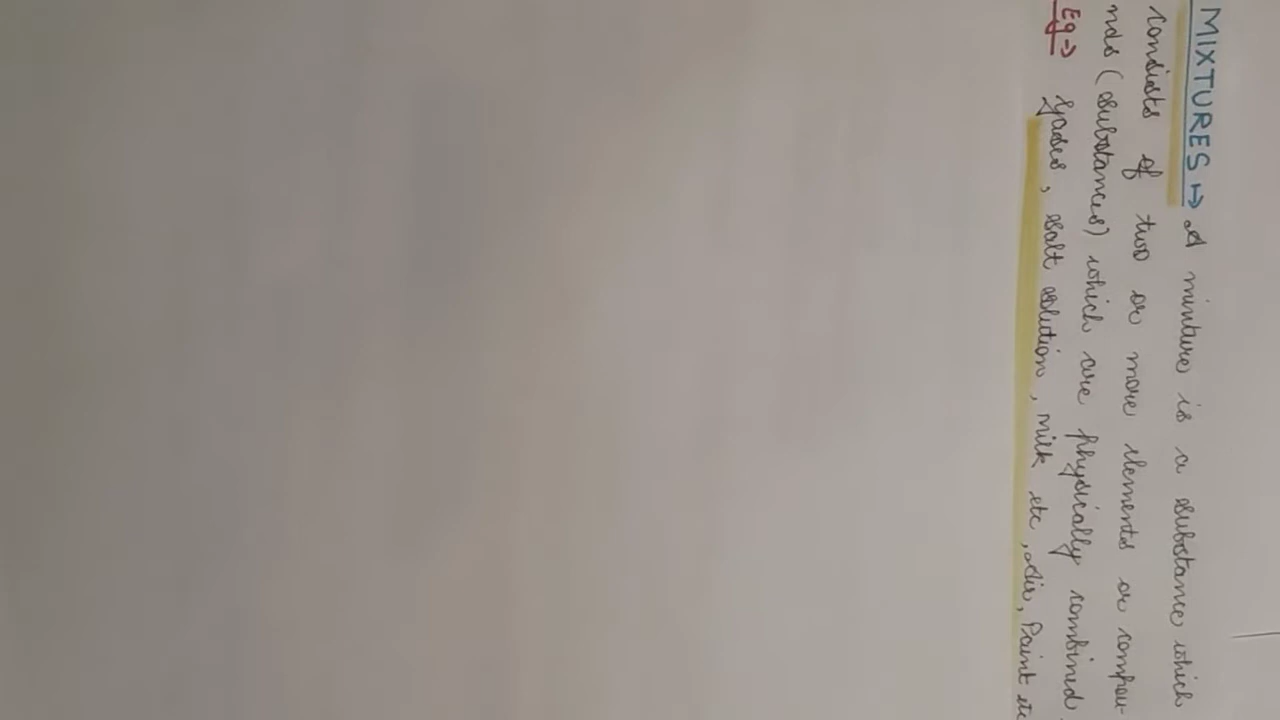 MIXTURES ↦ A mixture is a substance which
consists of two or more elements or compou-
nds (substances) which are physically combined
Eg → gases, salt solution, milk etc, Air, Paint etc